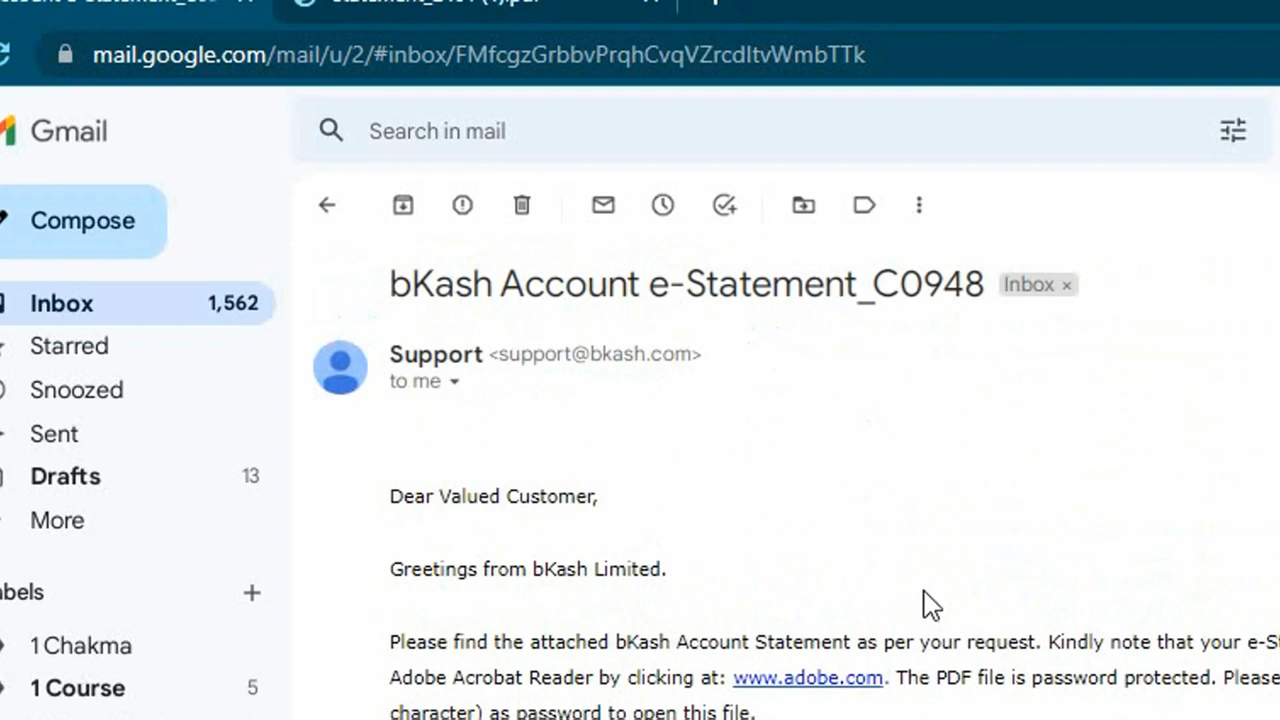 mail.google.com/mail/u/2/#inbox/FMfcgzGrbbvPrqhCvqVZrcdltvWmbTTk
Gmail
Search in mail
Compose
bKash Account e-Statement_C0948 Inbox ×
Inbox 1,562
Starred
Support <support@bkash.com>
to me
Snoozed
Sent
Drafts 13
Dear Valued Customer,
More
Greetings from bKash Limited.
1 Chakma
Please find the attached bKash Account Statement as per your request. Kindly note that your
Adobe Acrobat Reader by clicking at: www.adobe.com. The PDF file is password protected.
1 Course 5
character) as password to open this file.